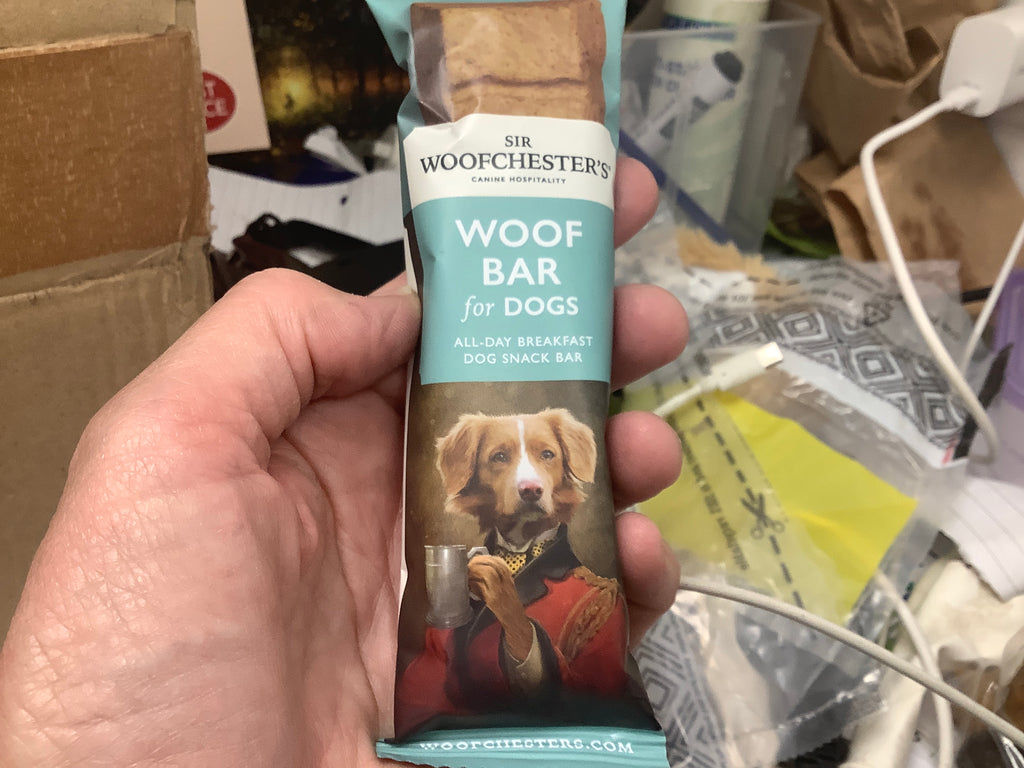 SIR
WOOFCHESTER'S
CANINE HOSPITALITY
WOOF
BAR
for DOGS
ALL-DAY BREAKFAST
DOG SNACK BAR
WOOFCHESTERS.COM